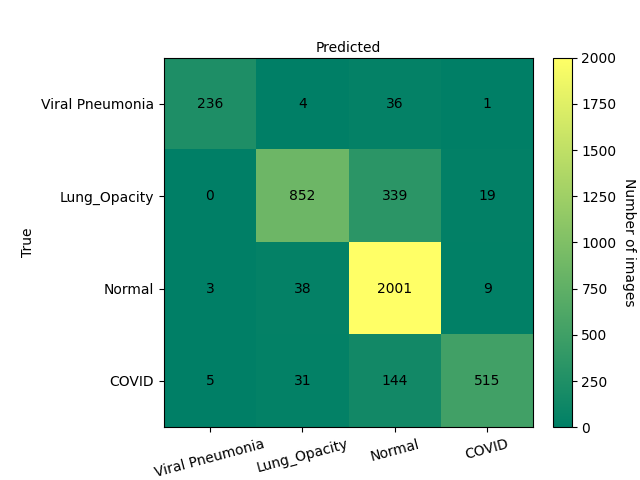 Predicted
Viral Pneumonia 236 4 36 1
Lung_Opacity 0 852 339 19
Normal 3 38 2001 9
COVID 5 31 144 515
True
Viral Pneumonia Lung_Opacity Normal COVID
2000
1750
1500
1250
1000
750
500
250
0
Number of images